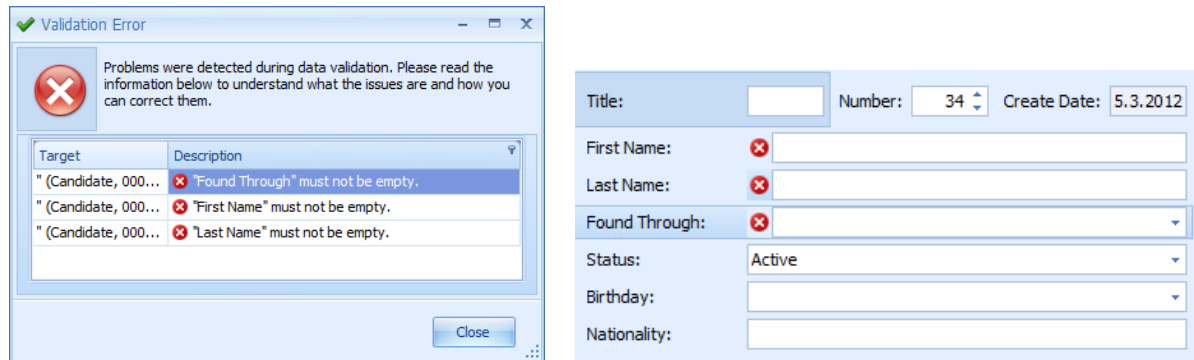 Validation Error
Problems were detected during data validation. Please read the
information below to understand what the issues are and how you
can correct them.
Target Description
" (Candidate, 000... "Found Through" must not be empty.
" (Candidate, 000... "First Name" must not be empty.
" (Candidate, 000... "Last Name" must not be empty.
Close
Title: Number: 34 Create Date: 5.3.2012
First Name:
Last Name:
Found Through:
Status: Active
Birthday:
Nationality: